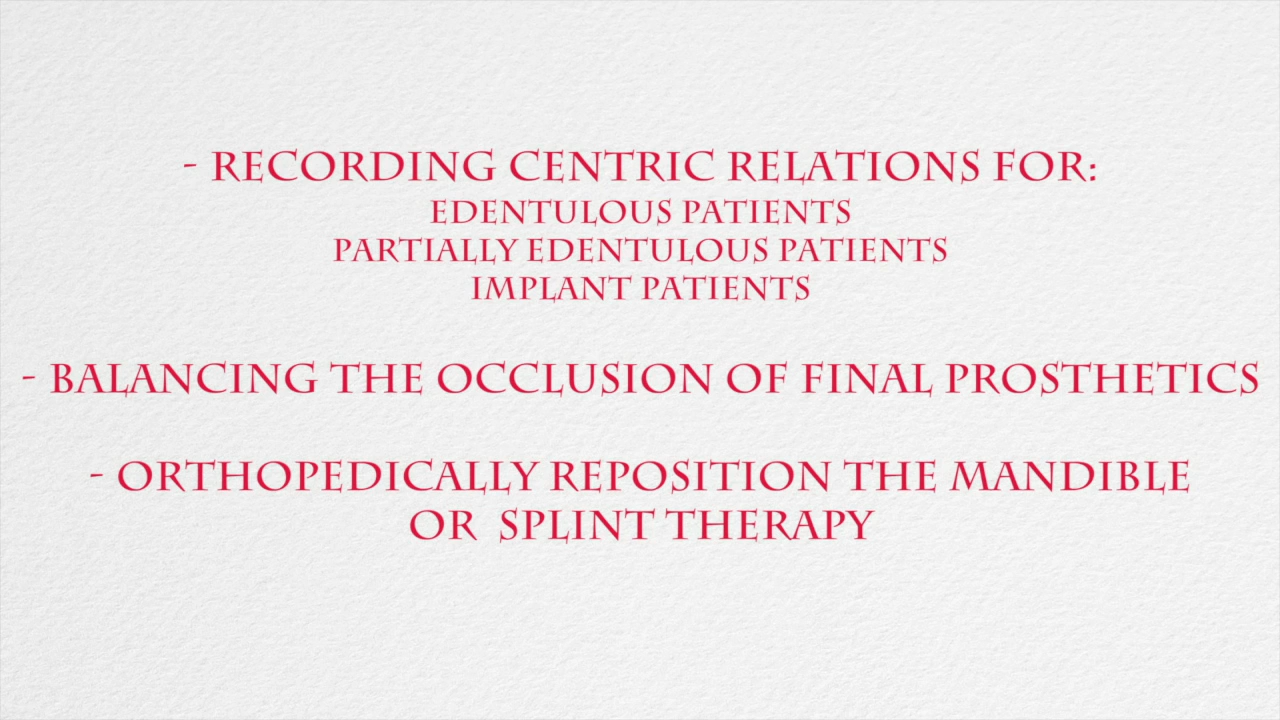 - RECORDING CENTRIC RELATIONS FOR:
EDENTULOUS PATIENTS
PARTIALLY EDENTULOUS PATIENTS
IMPLANT PATIENTS
- BALANCING THE OCCLUSION OF FINAL PROSTHETICS
- ORTHOPEDICALLY REPOSITION THE MANDIBLE
OR SPLINT THERAPY